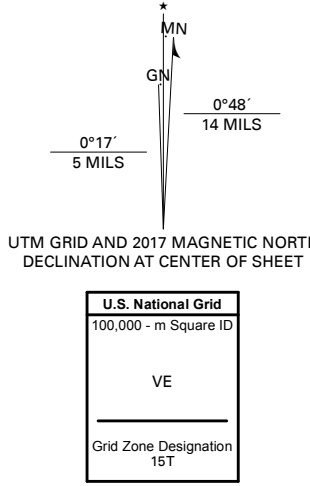 ★
MN
GN
0°48´
14 MILS
0°17´
5 MILS
UTM GRID AND 2017 MAGNETIC NORTH
DECLINATION AT CENTER OF SHEET
U.S. National Grid
100,000 - m Square ID
VE
Grid Zone Designation
15T